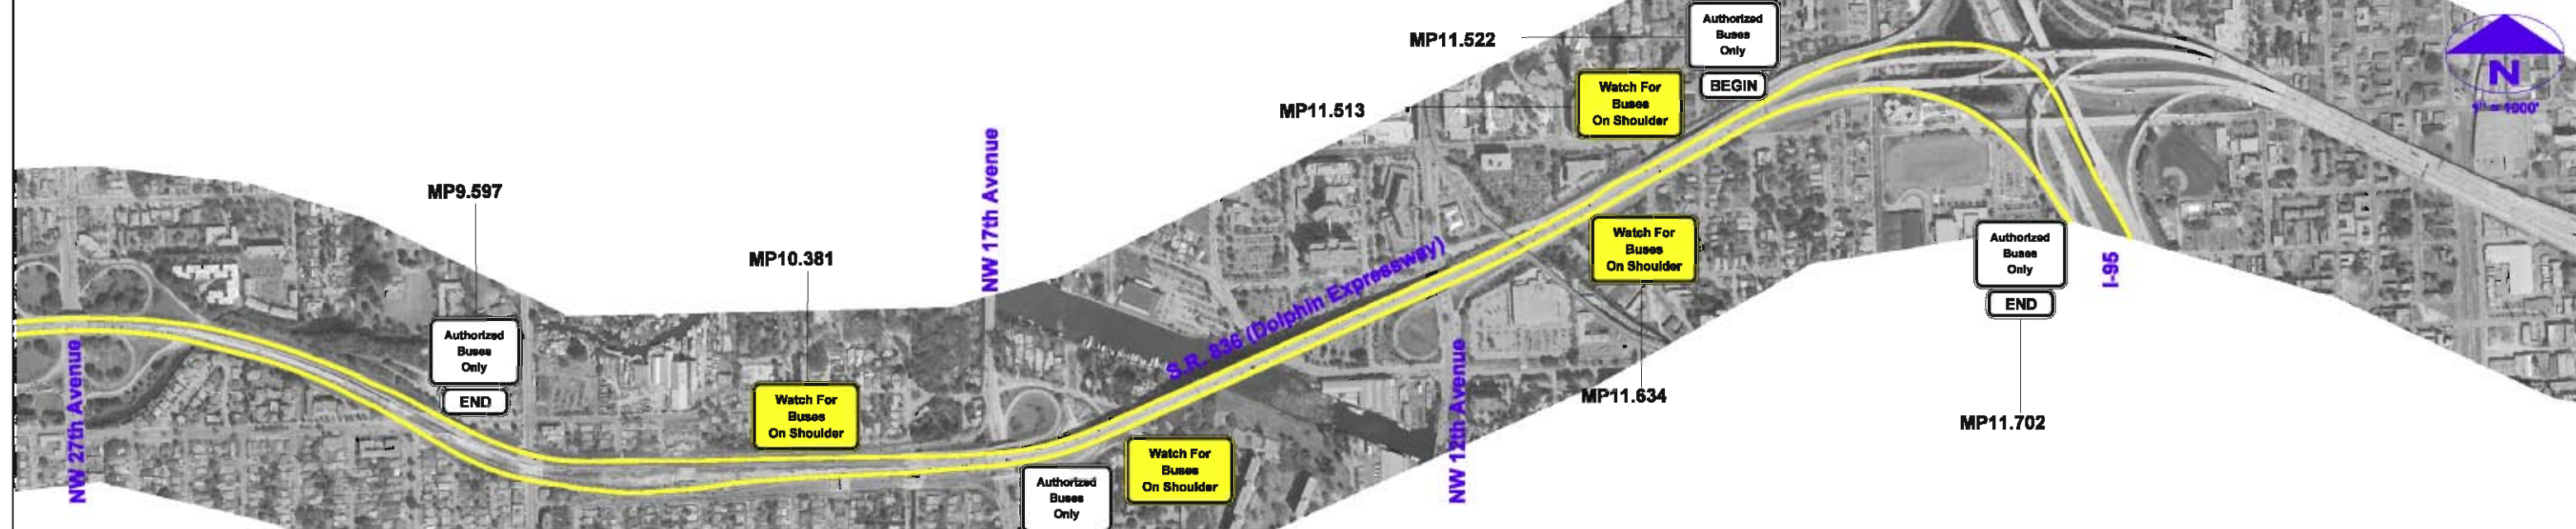 MP11.522
Authorized
Buses
Only
BEGIN
N
1" = 1000'
MP11.513
Watch For
Buses
On Shoulder
NW 17th Avenue
MP9.597
MP10.381
S.R. 836 (Dolphin Expressway)
Watch For
Buses
On Shoulder
Authorized
Buses
Only
END
I-95
Authorized
Buses
Only
END
NW 27th Avenue
Watch For
Buses
On Shoulder
NW 12th Avenue
MP11.634
MP11.702
Watch For
Buses
On Shoulder
Authorized
Buses
Only